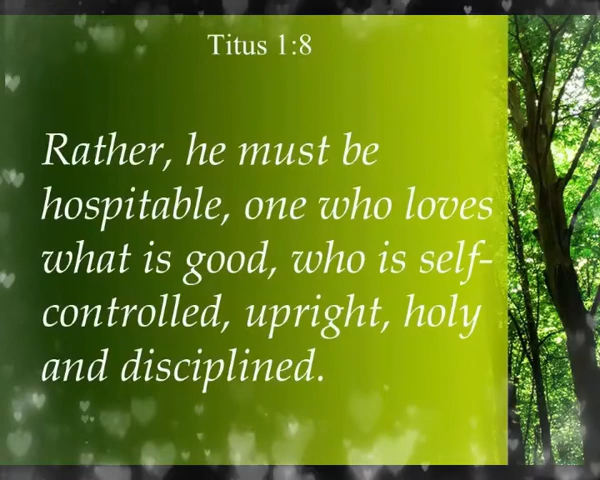 Titus 1:8
Rather, he must be
hospitable, one who loves
what is good, who is self-
controlled, upright, holy
and disciplined.